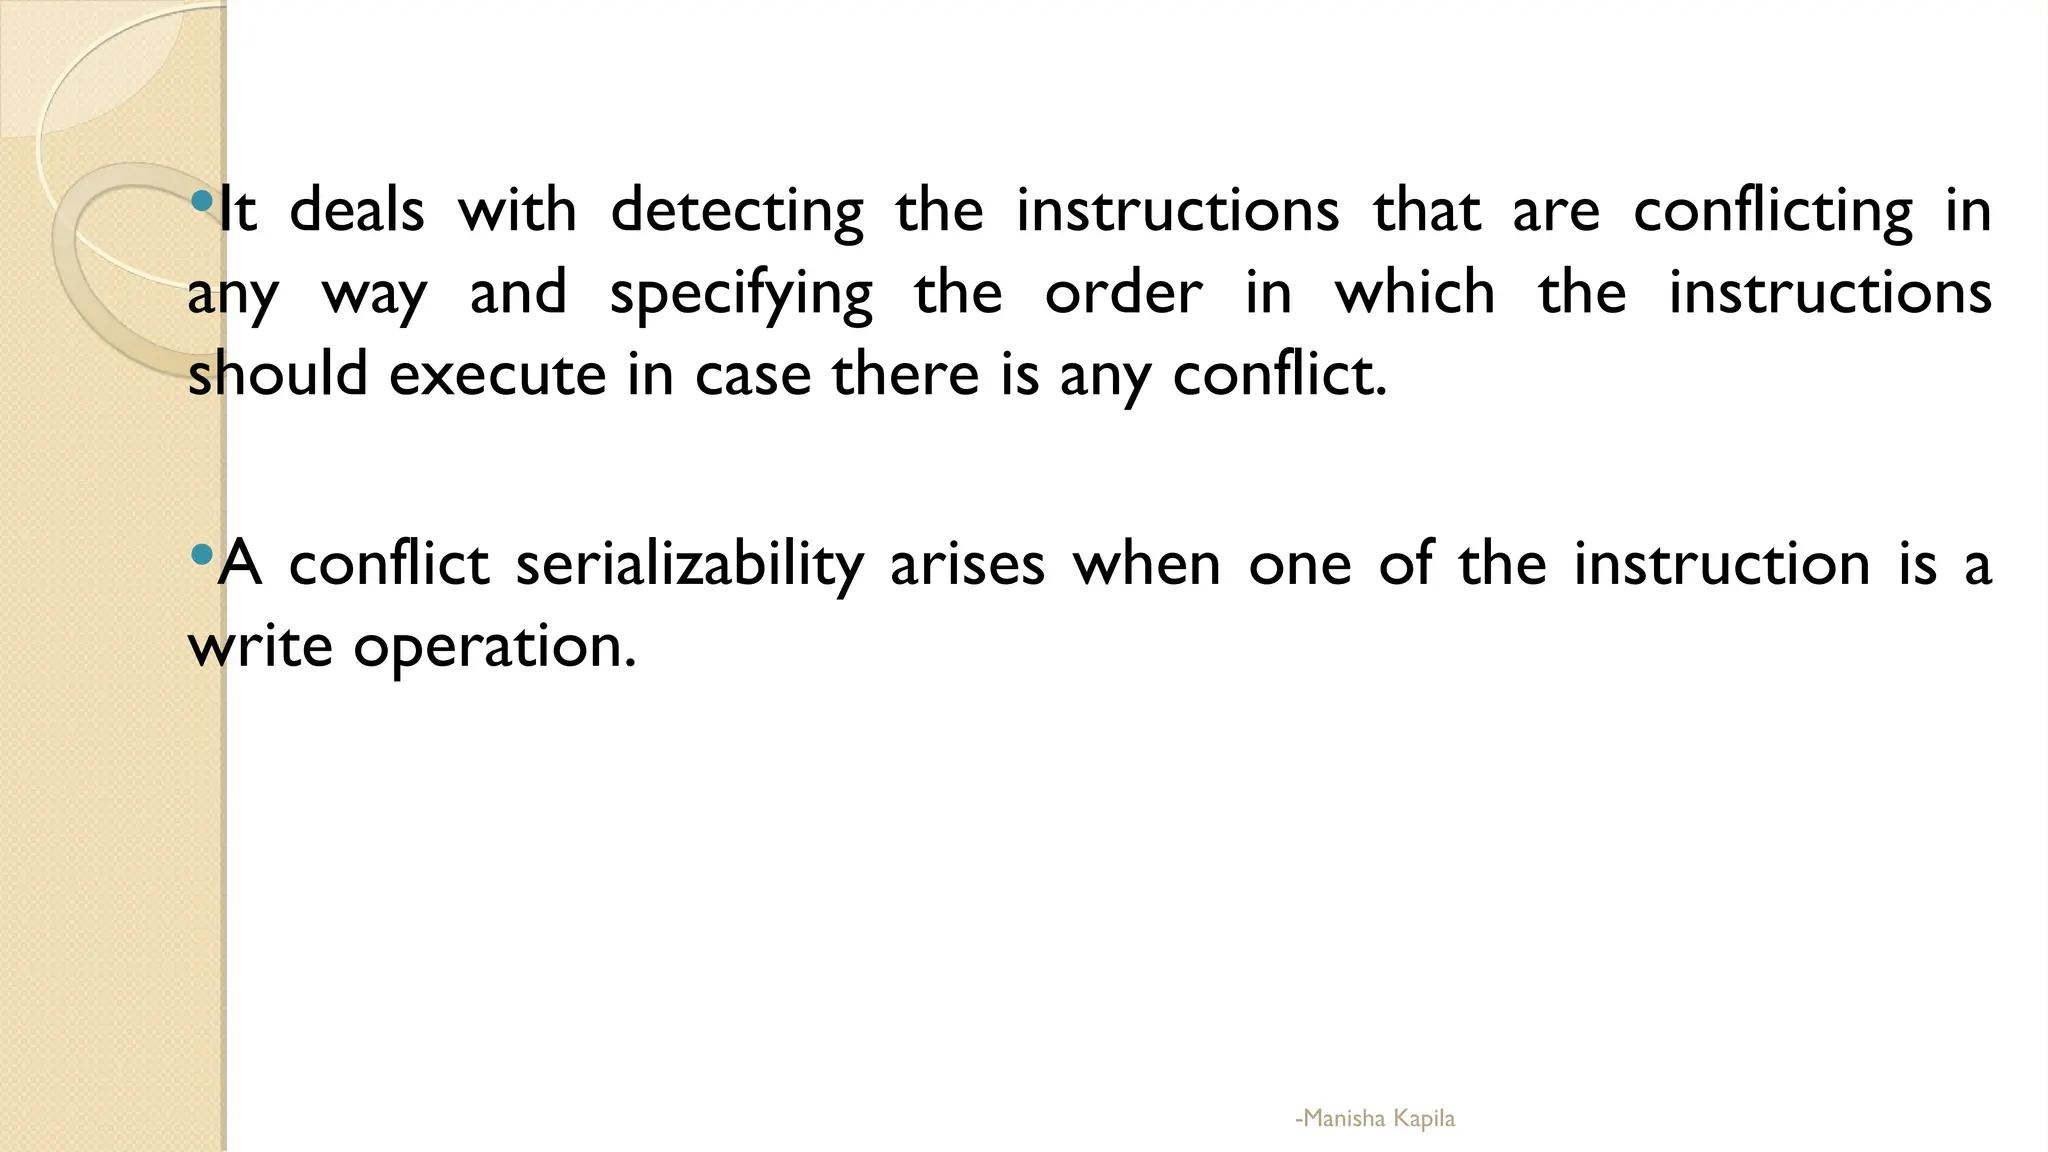 •It deals with detecting the instructions that are conflicting in
any way and specifying the order in which the instructions
should execute in case there is any conflict.
•A conflict serializability arises when one of the instruction is a
write operation.
-Manisha Kapila